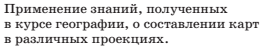 Применение знаний, полученных
в курсе географии, о составлении карт
в различных проекциях.